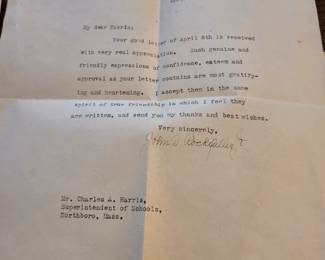 My dear Harris:
Your good letter of April 8th is received
with very real appreciation. Such genuine and
friendly expressions of confidence, esteem and
approval as your letter contains are most gratify-
ing and heartening. I accept them in the same
spirit of true friendship in which I feel they
are written, and send you my thanks and best wishes.
Very sincerely,
John D Rockefeller Jr
Mr. Charles A. Harris,
Superintendent of Schools,
Northboro, Mass.